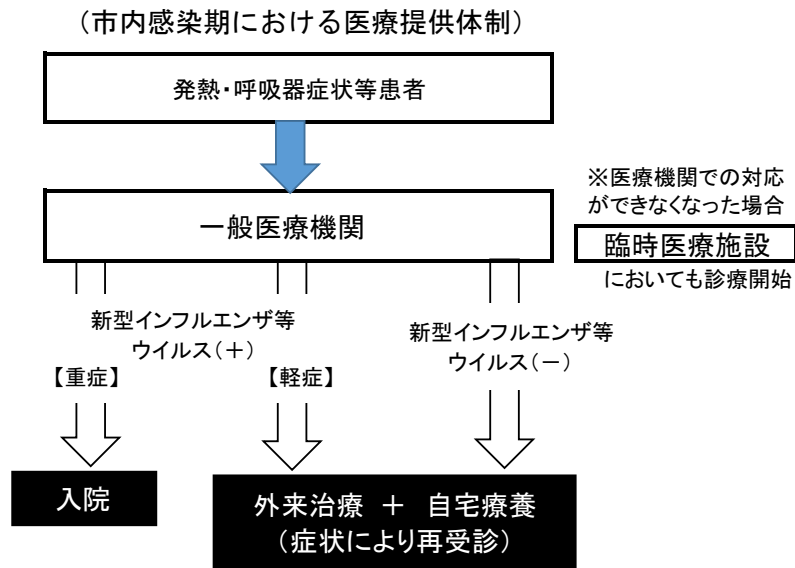 （市内感染期における医療提供体制）
発熱・呼吸器症状等患者
一般医療機関
※医療機関での対応
ができなくなった場合
臨時医療施設
においても診療開始
新型インフルエンザ等
ウイルス（＋）
新型インフルエンザ等
ウイルス（－）
【重症】
【軽症】
入院
外来治療 ＋ 自宅療養
（症状により再受診）